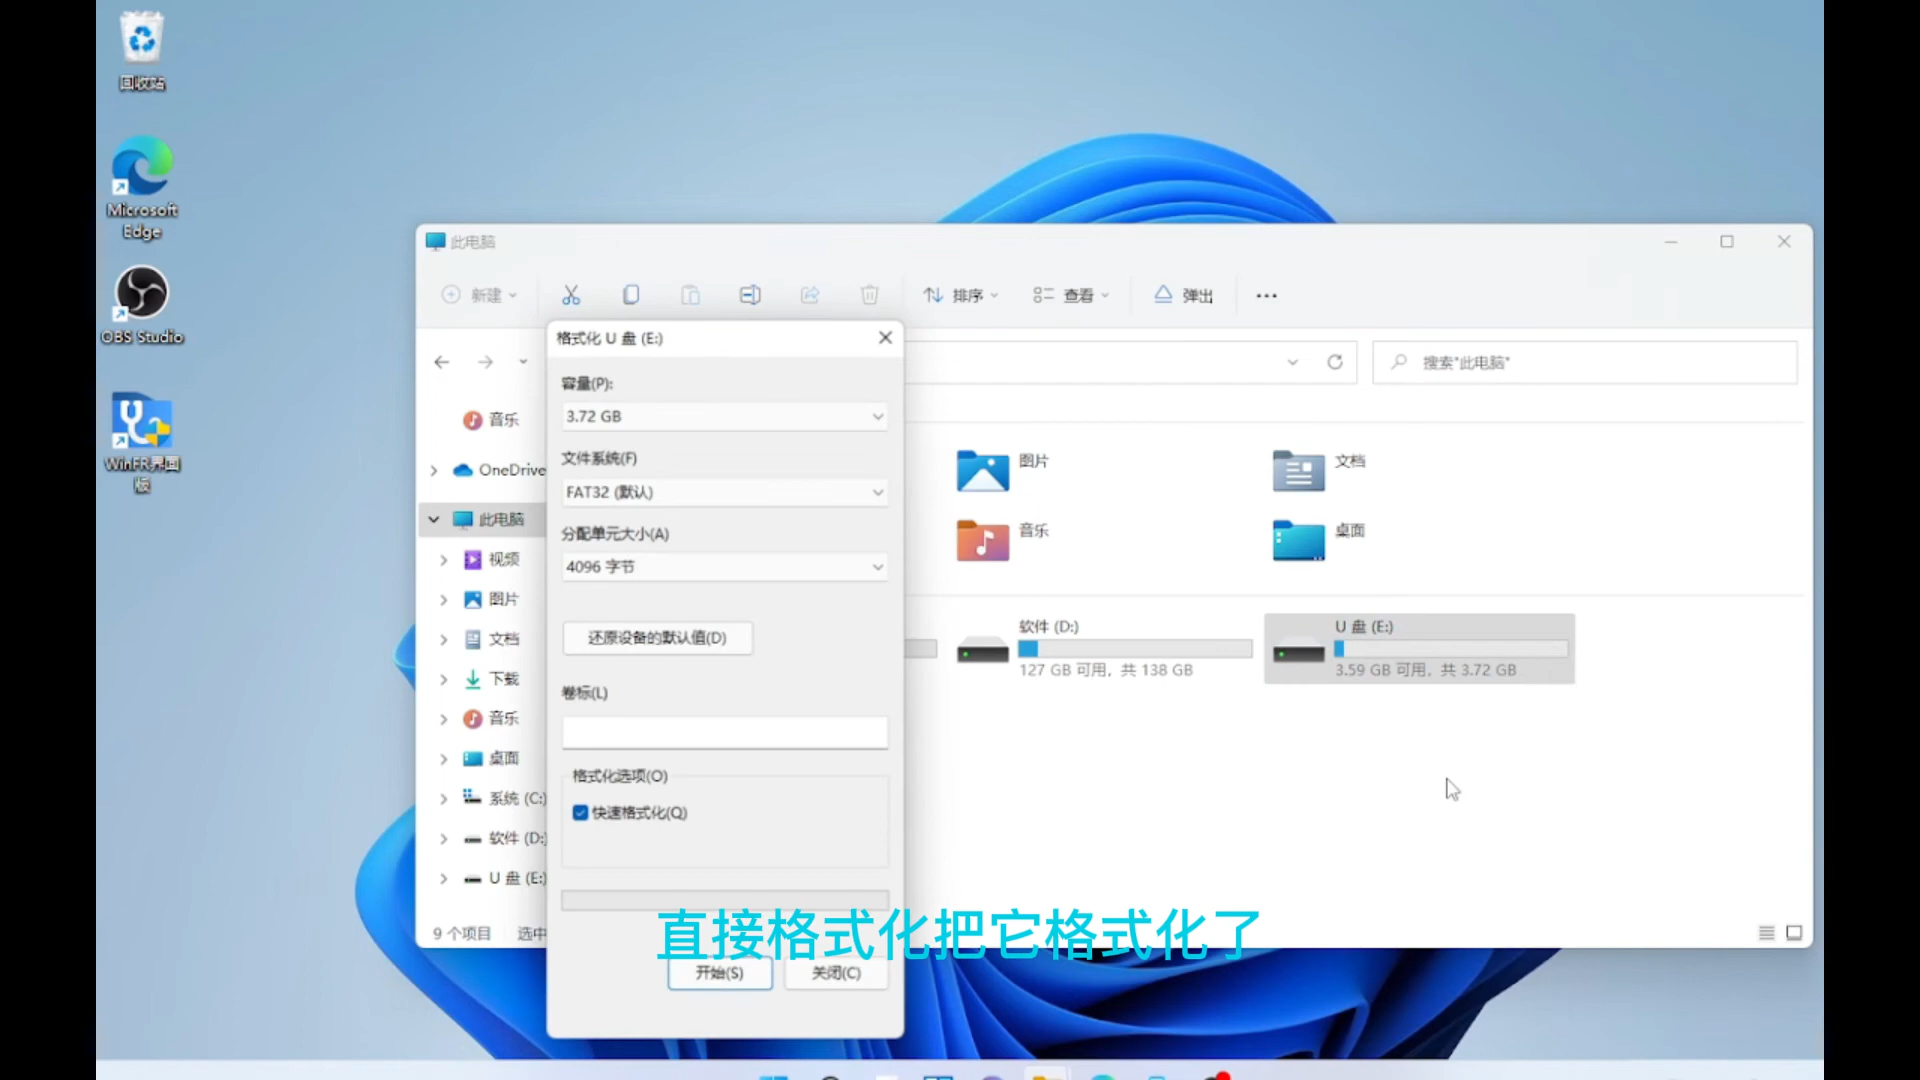 回收站
Microsoft
Edge
OBS Studio
WinFR界面
版
此电脑
新建
排序
查看
弹出
格式化 U 盘 (E:)
容量(P):
3.72 GB
文件系统(F)
FAT32 (默认)
分配单元大小(A)
4096 字节
还原设备的默认值(D)
卷标(L)
格式化选项(O)
快速格式化(Q)
开始(S)
关闭(C)
搜索"此电脑"
音乐
OneDrive
此电脑
视频
图片
文档
下载
音乐
桌面
系统 (C:)
软件 (D:)
U 盘 (E:)
图片
文档
音乐
桌面
软件 (D:)
127 GB 可用，共 138 GB
U 盘 (E:)
3.59 GB 可用，共 3.72 GB
9 个项目
选中
直接格式化把它格式化了